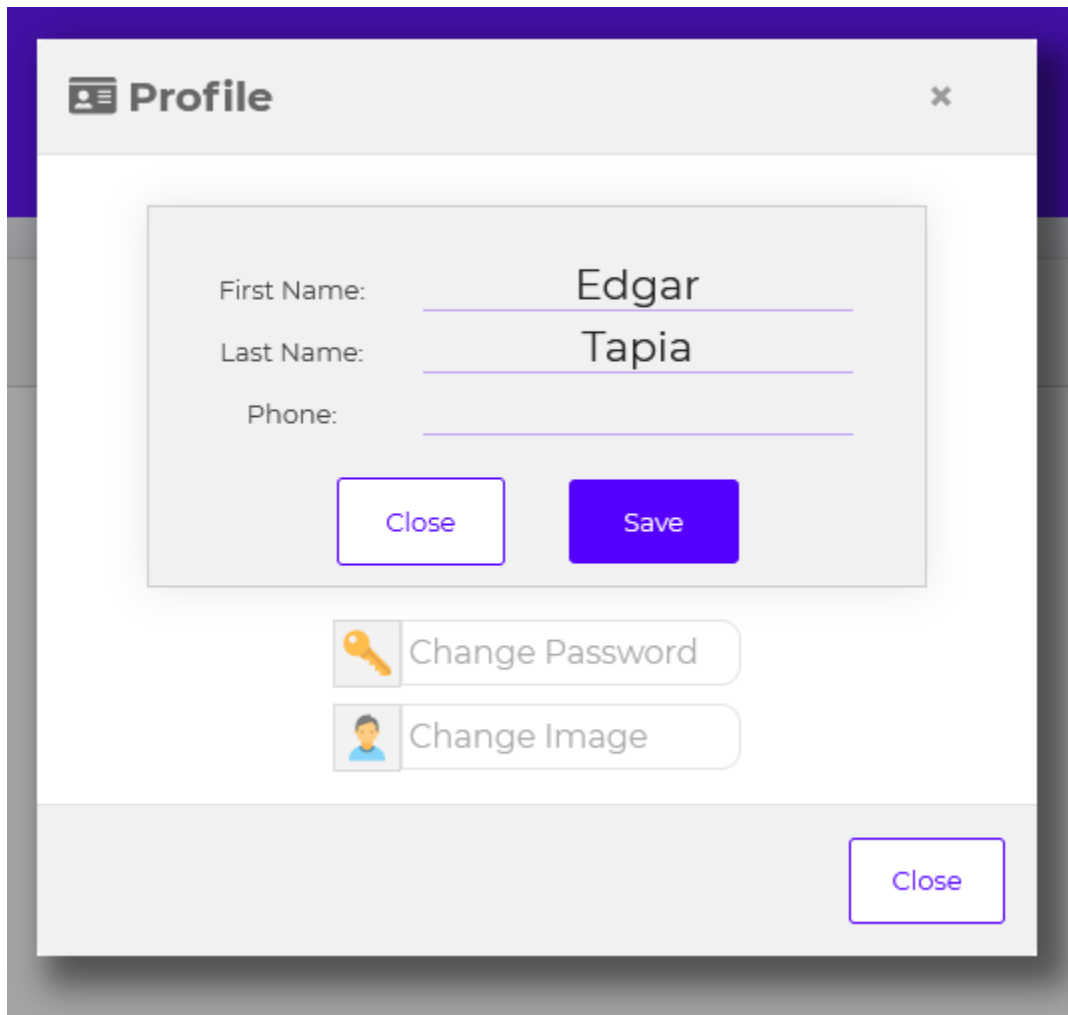 Profile ×
First Name: Edgar
Last Name: Tapia
Phone:
Close Save
Change Password
Change Image
Close